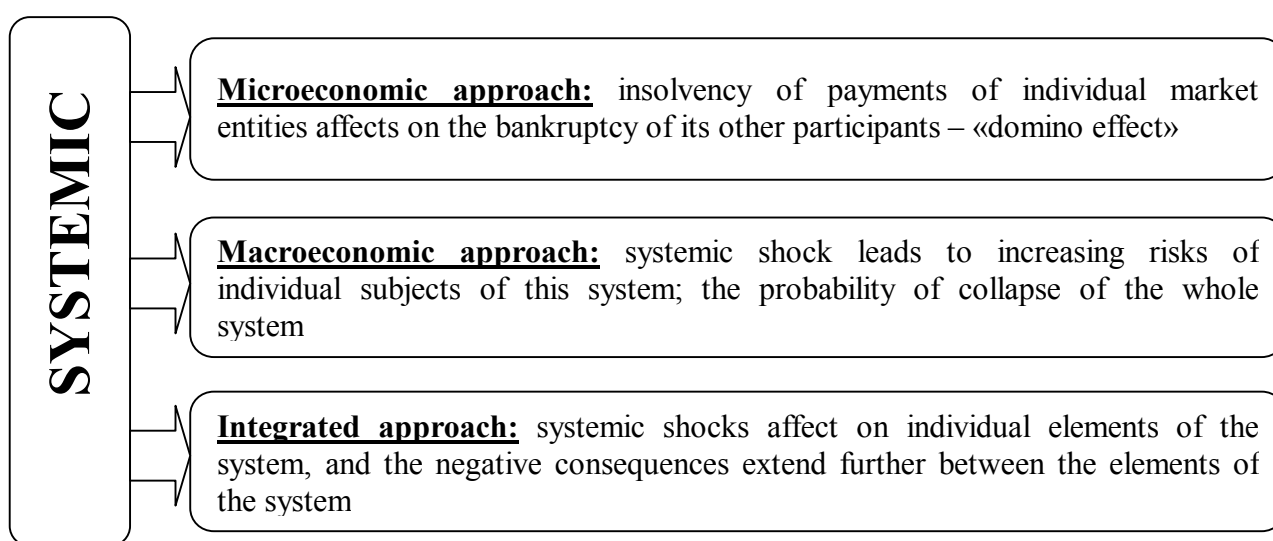 SYSTEMIC
Microeconomic approach: insolvency of payments of individual market
entities affects on the bankruptcy of its other participants – «domino effect»
Macroeconomic approach: systemic shock leads to increasing risks of
individual subjects of this system; the probability of collapse of the whole
system
Integrated approach: systemic shocks affect on individual elements of the
system, and the negative consequences extend further between the elements of
the system